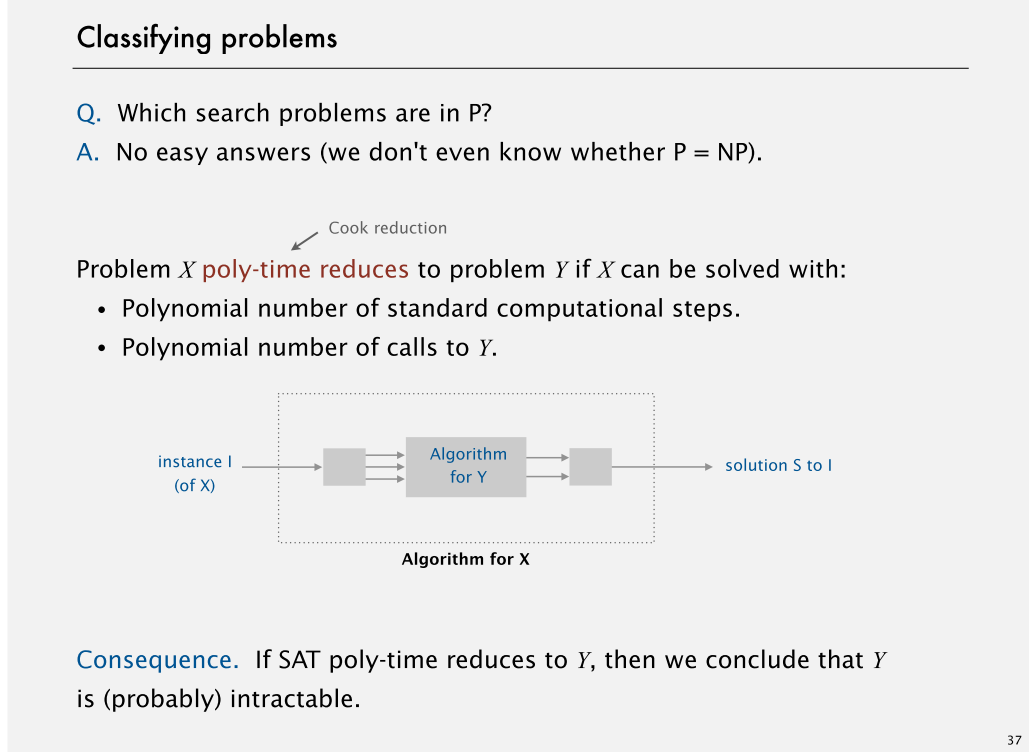 Classifying problems
Q. Which search problems are in P?
A. No easy answers (we don't even know whether P = NP).
Cook reduction
Problem X poly-time reduces to problem Y if X can be solved with:
• Polynomial number of standard computational steps.
• Polynomial number of calls to Y.
instance I
(of X)
Algorithm
for Y
solution S to I
Algorithm for X
Consequence. If SAT poly-time reduces to Y, then we conclude that Y
is (probably) intractable.
37